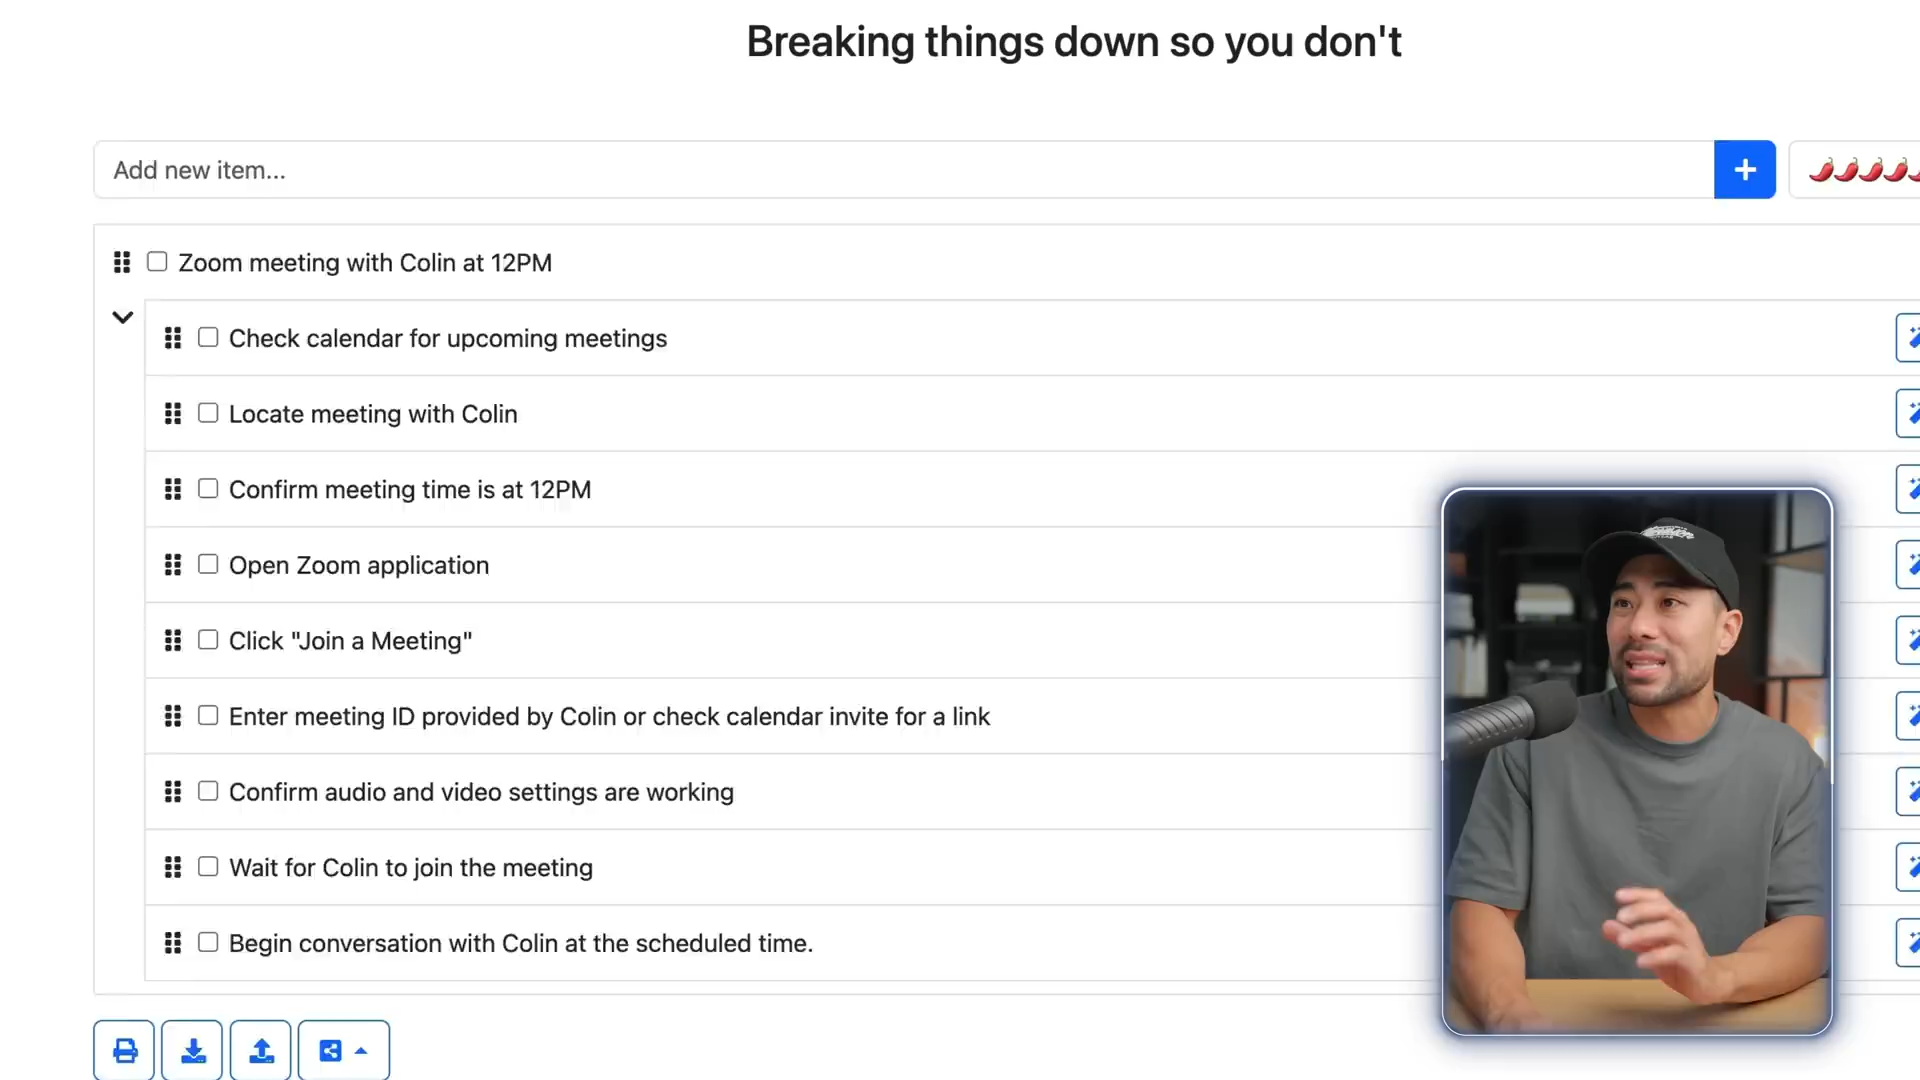 Breaking things down so you don't
Add new item...
Zoom meeting with Colin at 12PM
Check calendar for upcoming meetings
Locate meeting with Colin
Confirm meeting time is at 12PM
Open Zoom application
Click "Join a Meeting"
Enter meeting ID provided by Colin or check calendar invite for a link
Confirm audio and video settings are working
Wait for Colin to join the meeting
Begin conversation with Colin at the scheduled time.